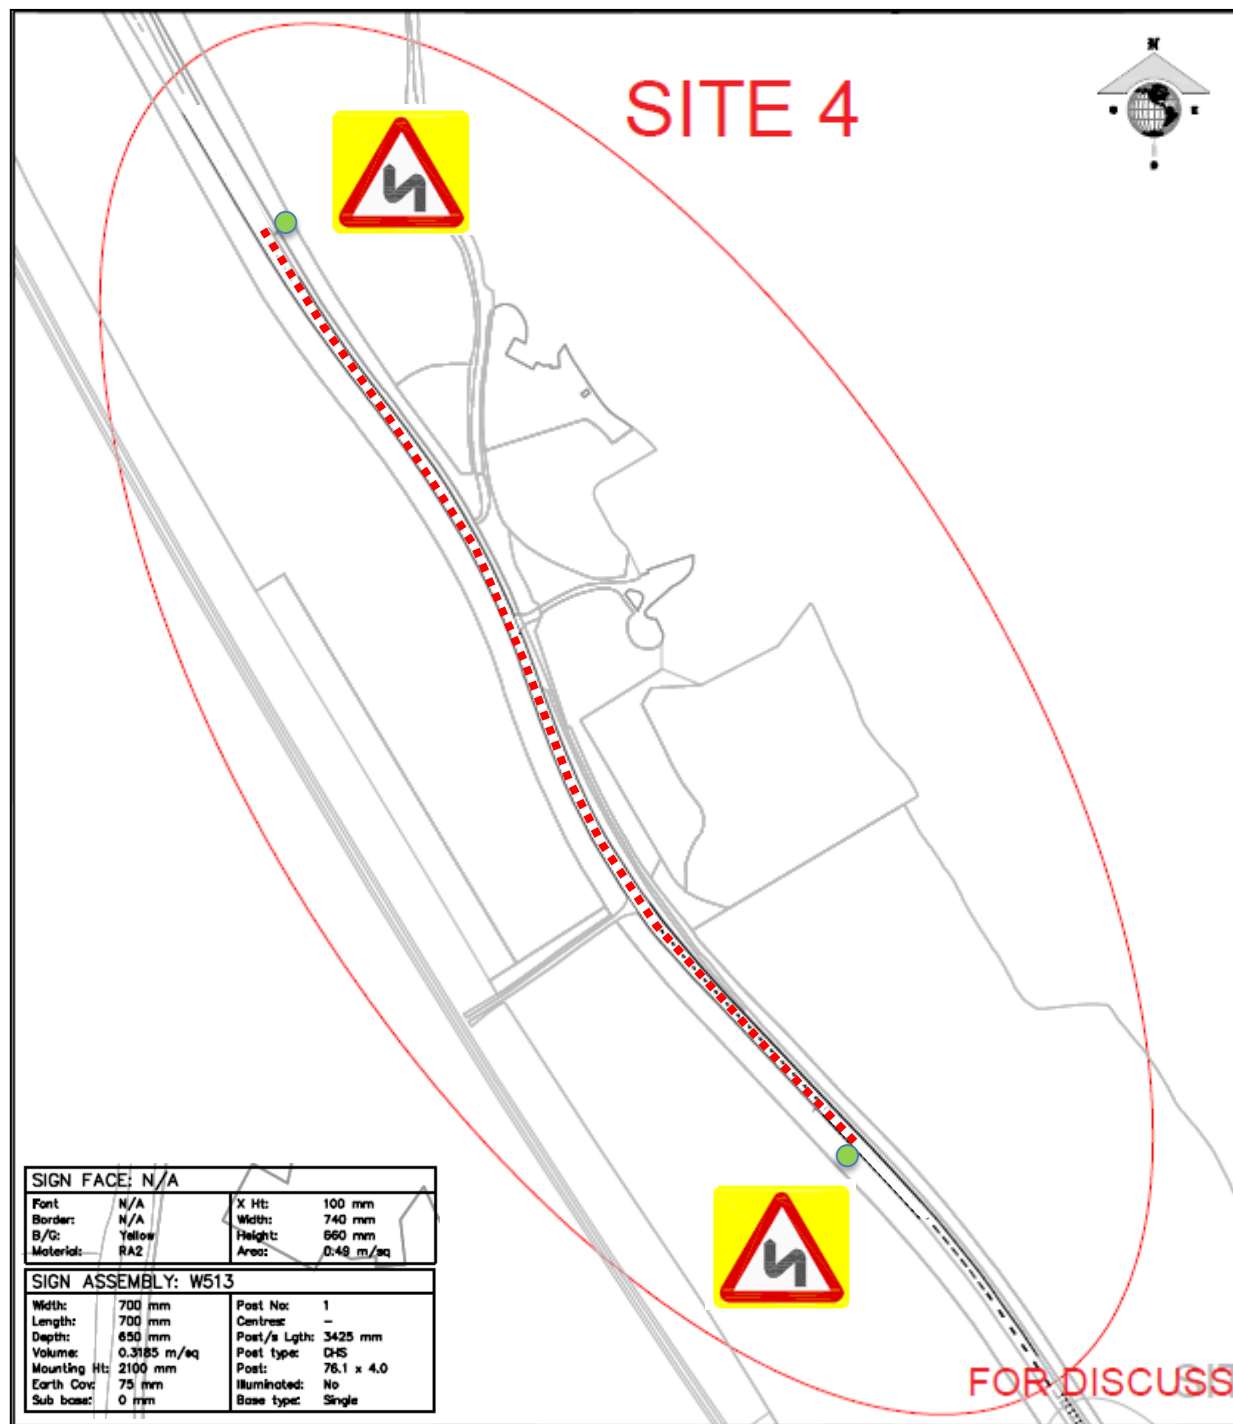 N
SITE 4
E
SIGN FACE: N/A
Font N/A X Ht: 100 mm
Border: N/A Width: 740 mm
B/G: Yellow Height: 660 mm
Material: RA2 Area: 0.49 m/sq
SIGN ASSEMBLY: W513
Width: 700 mm Post No: 1
Length: 700 mm Centres: –
Depth: 650 mm Post/s Lgth: 3425 mm
Volume: 0.3185 m/sq Post type: CHS
Mounting Ht: 2100 mm Post: 76.1 x 4.0
Earth Cov: 75 mm Illuminated: No
Sub base: 0 mm Base type: Single
FOR DISCUSS
SIT